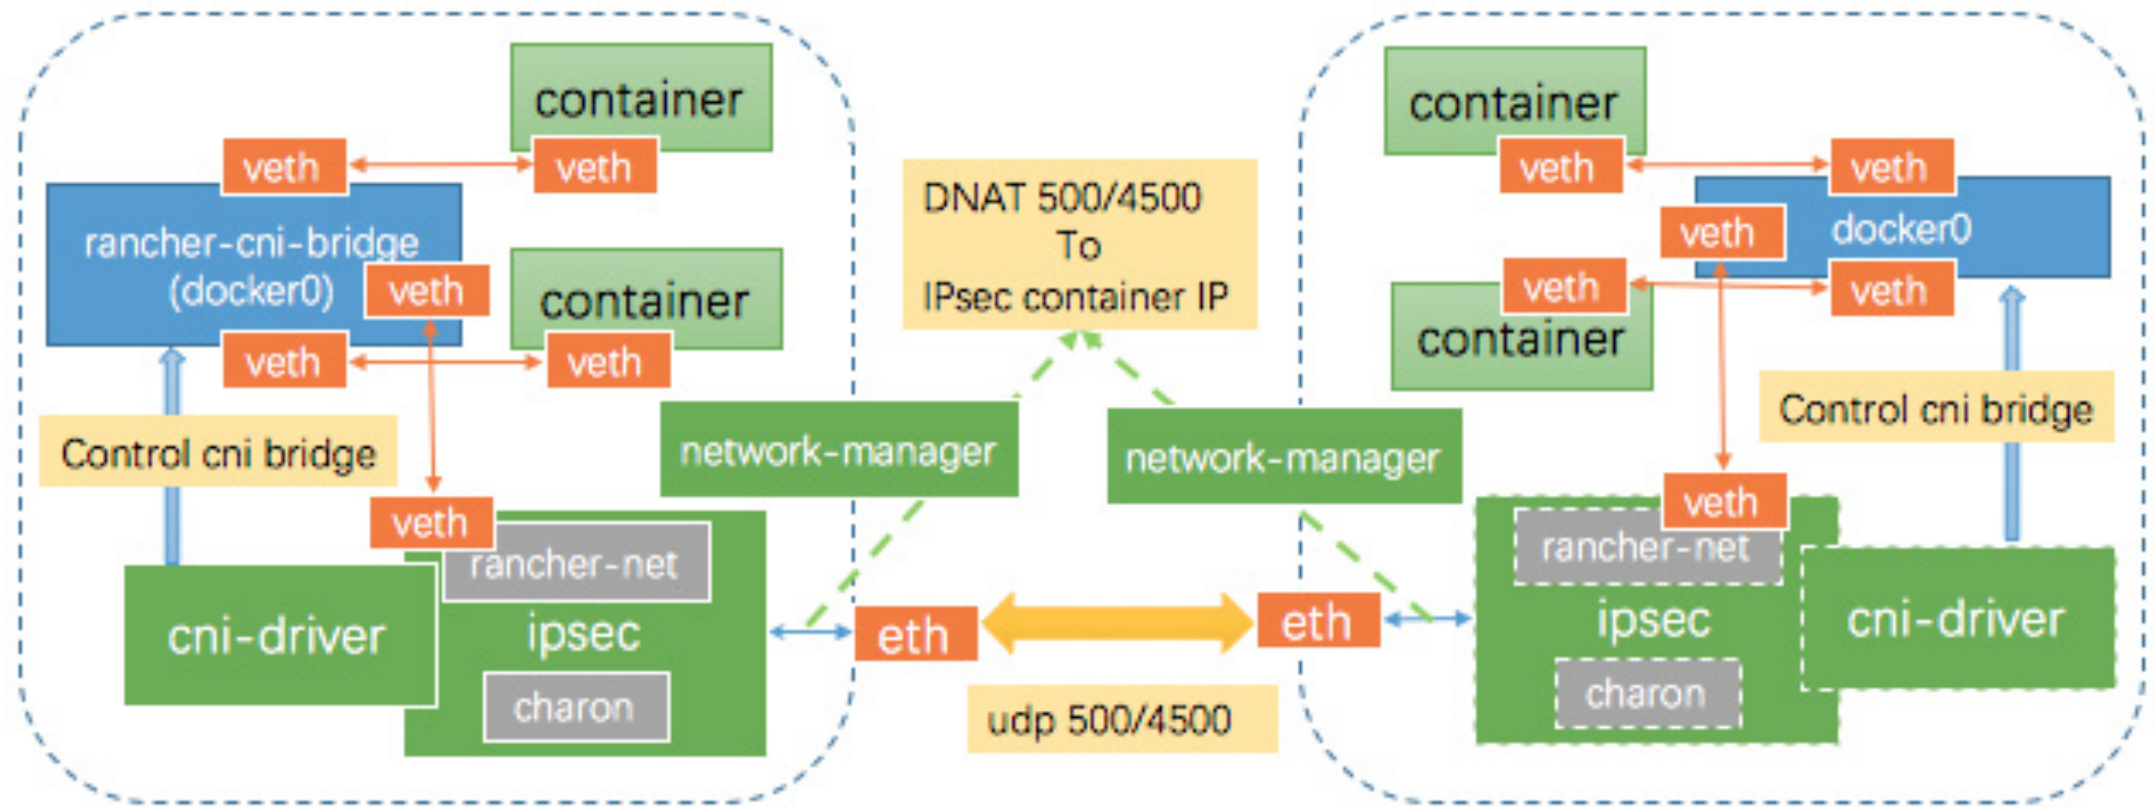 container
veth
veth
rancher-cni-bridge
(docker0)
veth
container
veth
veth
Control cni bridge
network-manager
veth
rancher-net
cni-driver
ipsec
charon
eth
DNAT 500/4500
To
IPsec container IP
udp 500/4500
container
veth
veth
veth
docker0
veth
veth
container
Control cni bridge
network-manager
veth
rancher-net
eth
ipsec
cni-driver
charon